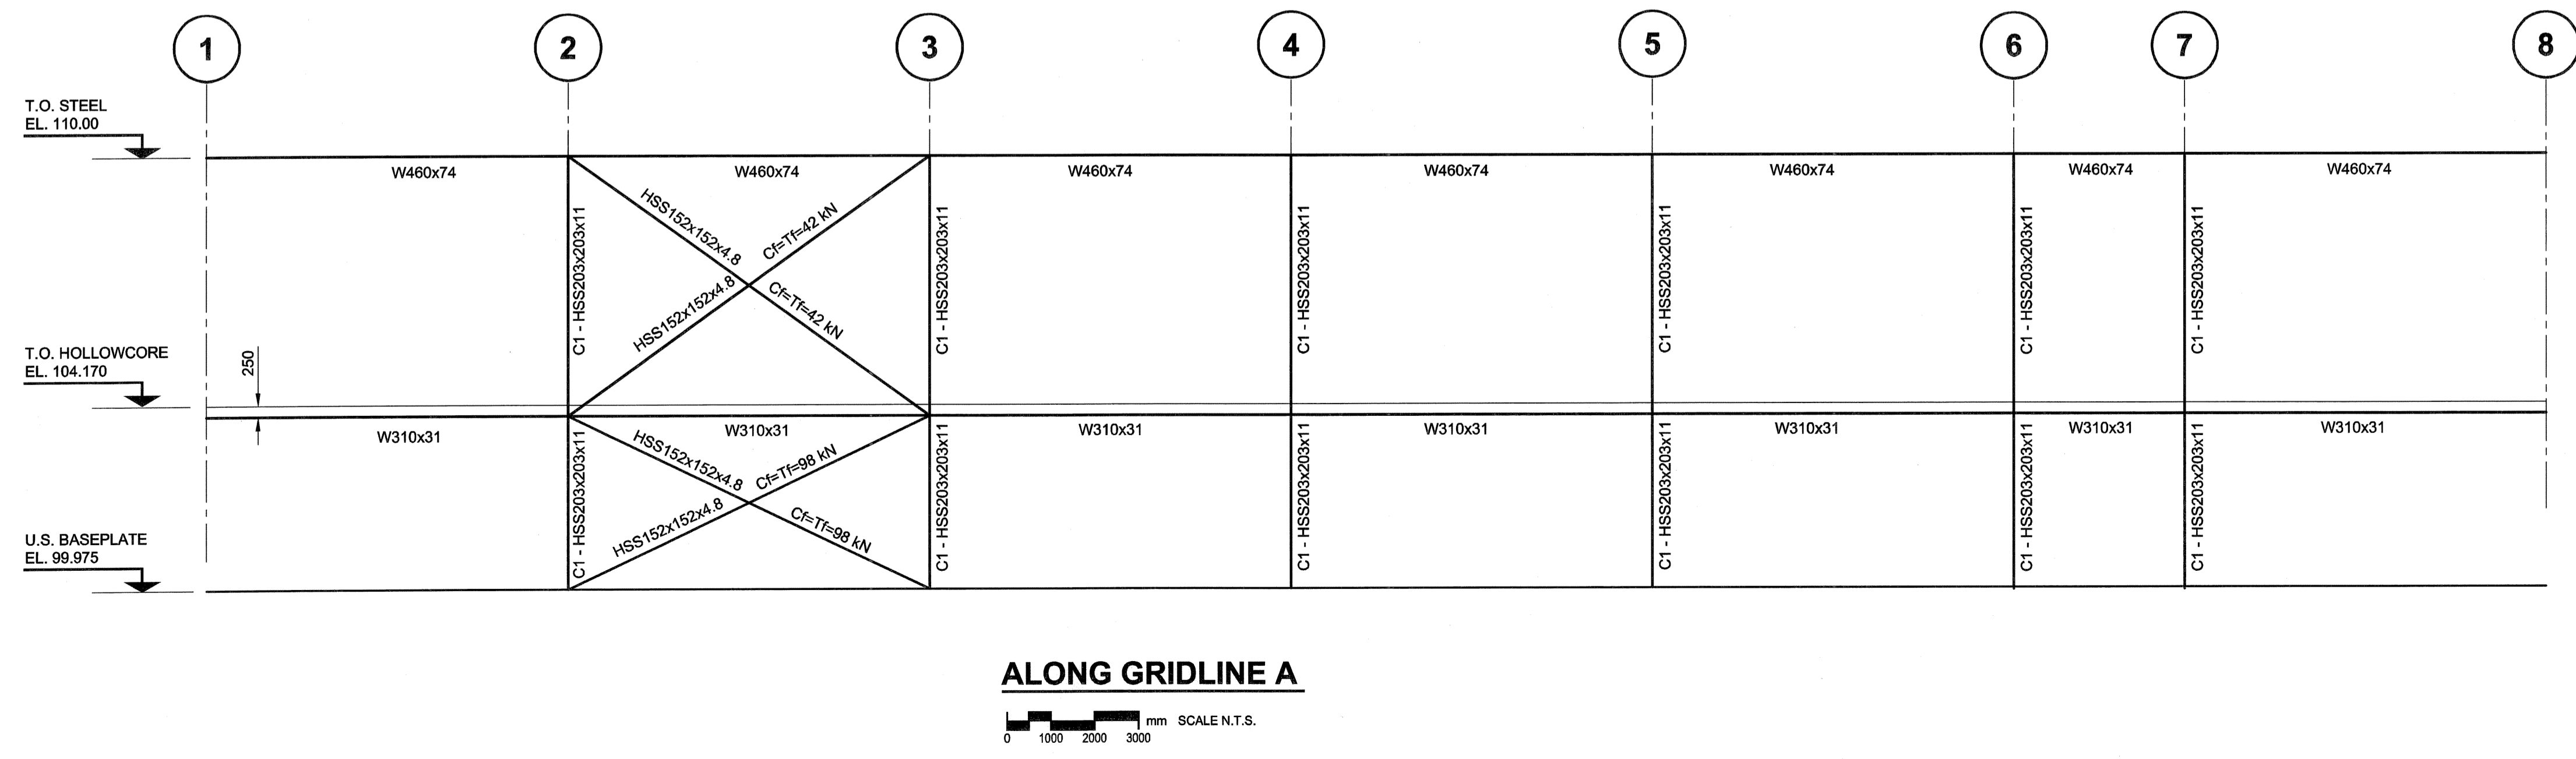 1
2
3
4
5
6
7
8
T.O. STEEL
EL. 110.00
W460x74
W460x74
W460x74
W460x74
W460x74
W460x74
W460x74
C1 - HSS203x203x11
HSS152x152x4.8
Cf=Tf=42 kN
HSS152x152x4.8
Cf=Tf=42 kN
C1 - HSS203x203x11
C1 - HSS203x203x11
C1 - HSS203x203x11
C1 - HSS203x203x11
C1 - HSS203x203x11
T.O. HOLLOWCORE
EL. 104.170
250
W310x31
W310x31
W310x31
W310x31
W310x31
W310x31
W310x31
C1 - HSS203x203x11
HSS152x152x4.8
Cf=Tf=98 kN
HSS152x152x4.8
Cf=Tf=98 kN
C1 - HSS203x203x11
C1 - HSS203x203x11
C1 - HSS203x203x11
C1 - HSS203x203x11
C1 - HSS203x203x11
U.S. BASEPLATE
EL. 99.975
ALONG GRIDLINE A
mm SCALE N.T.S.
0 1000 2000 3000